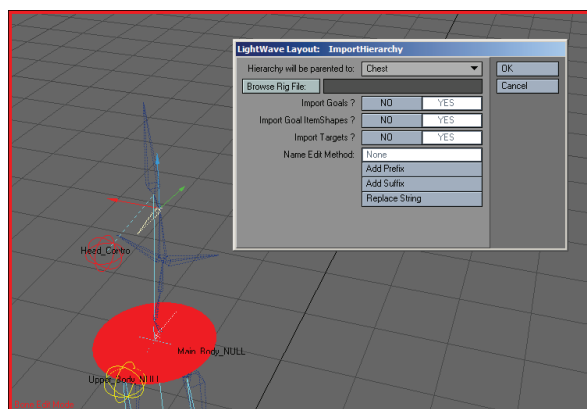 LightWave Layout: ImportHierarchy
Hierarchy will be parented to: Chest OK
Browse Rig File: Cancel
Import Goals ? NO YES
Import Goal ItemShapes ? NO YES
Import Targets ? NO YES
Name Edit Method: None
Add Prefix
Add Suffix
Replace String
Head_Contro
Main_Body_NULL
Upper_Body_NULL